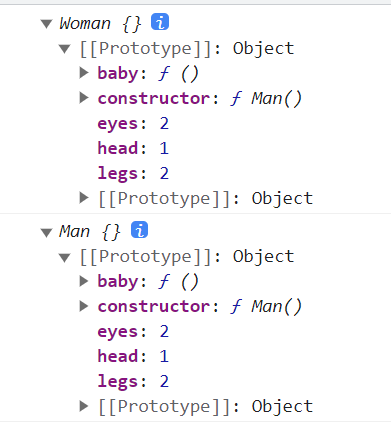 ▼ Woman {} i
▼ [[Prototype]]: Object
▶ baby: ƒ ()
▶ constructor: ƒ Man()
eyes: 2
head: 1
legs: 2
▶ [[Prototype]]: Object
▼ Man {} i
▼ [[Prototype]]: Object
▶ baby: ƒ ()
▶ constructor: ƒ Man()
eyes: 2
head: 1
legs: 2
▶ [[Prototype]]: Object